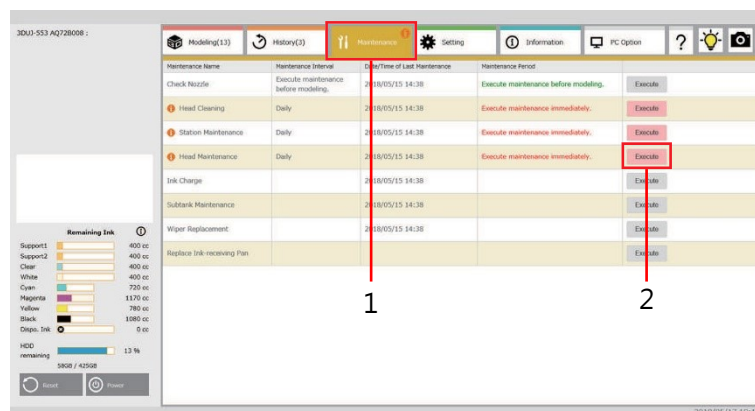 3DUJ-553 AQ728008 :
Modeling(13)
History(3)
Maintenance
Setting
Information
PC Option
?
Maintenance Name Maintenance Interval Date/Time of Last Maintenance Maintenance Period
Check Nozzle Execute maintenance before modeling. 2018/05/15 14:38 Execute maintenance before modeling. Execute
Head Cleaning Daily 2018/05/15 14:38 Execute maintenance immediately. Execute
Station Maintenance Daily 2018/05/15 14:38 Execute maintenance immediately. Execute
Head Maintenance Daily 2018/05/15 14:38 Execute maintenance immediately. Execute
Ink Charge 2018/05/15 14:38 Execute
Subtank Maintenance 2018/05/15 14:38 Execute
Wiper Replacement 2018/05/15 14:38 Execute
Replace Ink-receiving Pan Execute
1
2
Remaining Ink
Support1 400 cc
Support2 400 cc
Clear 400 cc
White 400 cc
Cyan 720 cc
Magenta 1170 cc
Yellow 780 cc
Black 1080 cc
Dispo. Ink 0 cc
HDD remaining 13 %
58GB / 425GB
Reset
Power